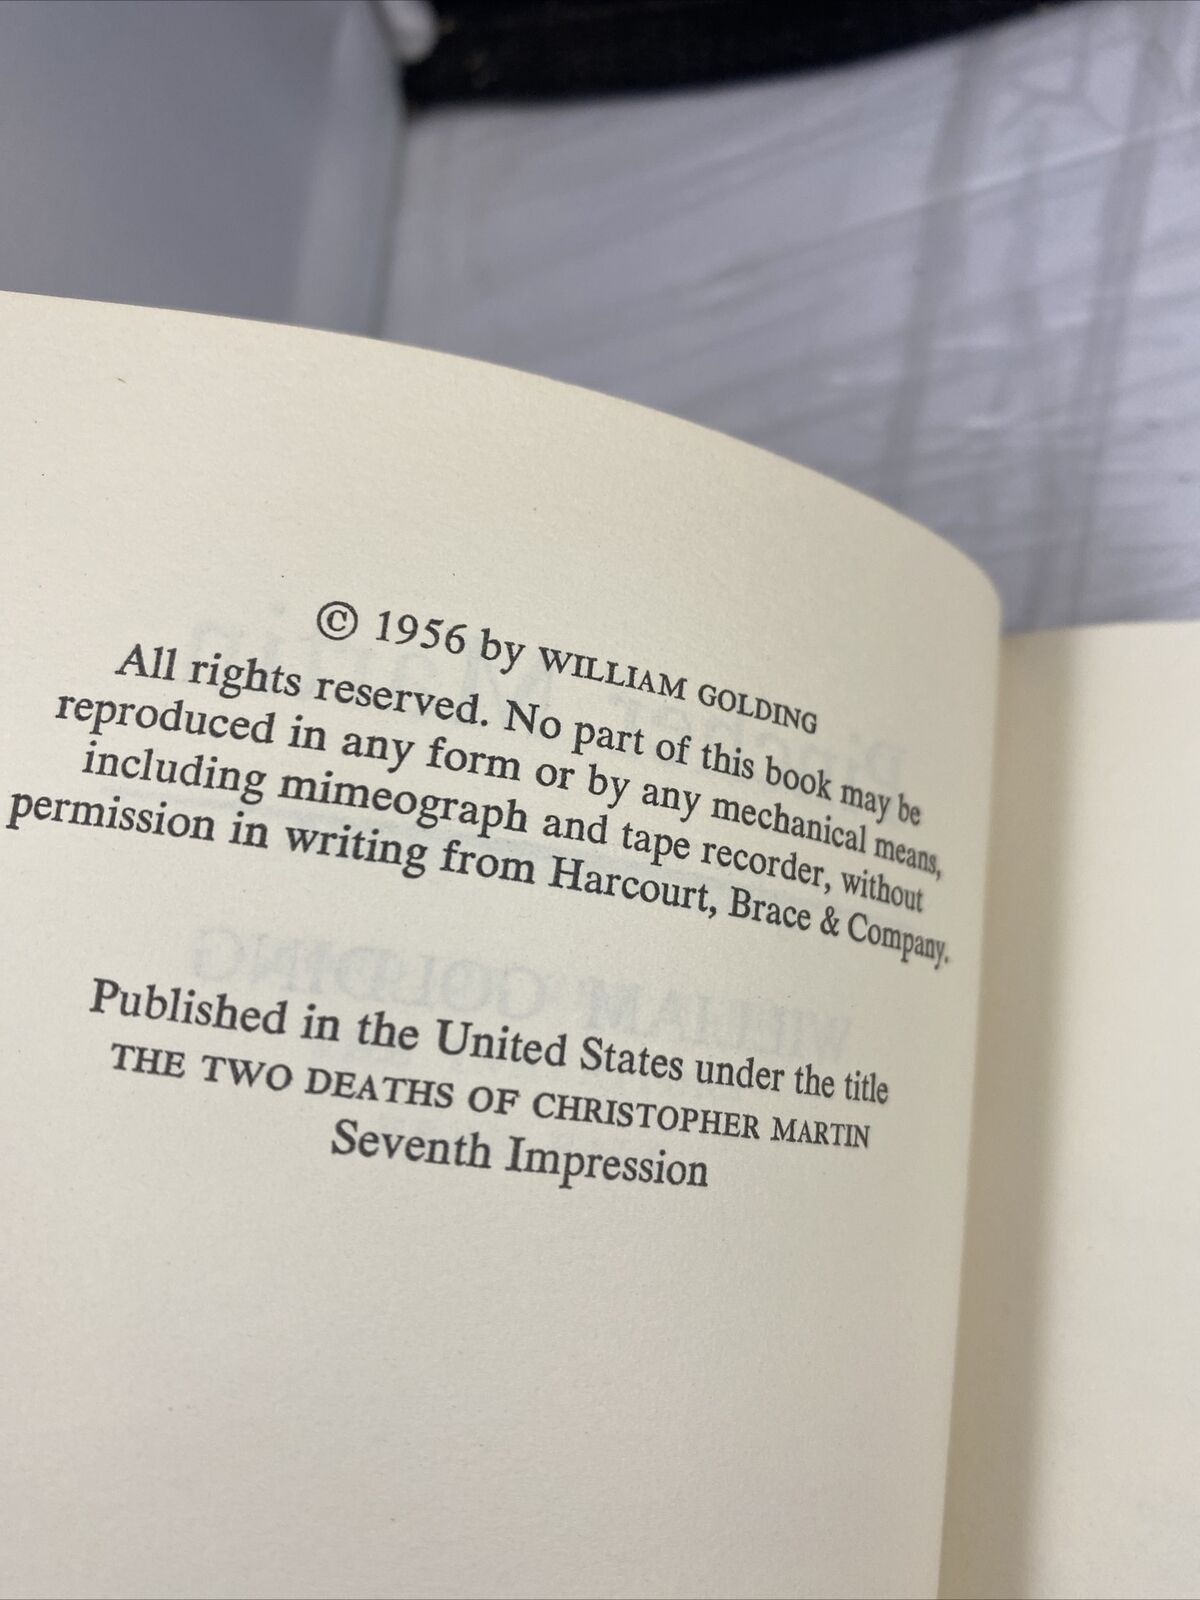 © 1956 by WILLIAM GOLDING
All rights reserved. No part of this book may be
reproduced in any form or by any mechanical means,
including mimeograph and tape recorder, without
permission in writing from Harcourt, Brace & Company.
Published in the United States under the title
THE TWO DEATHS OF CHRISTOPHER MARTIN
Seventh Impression